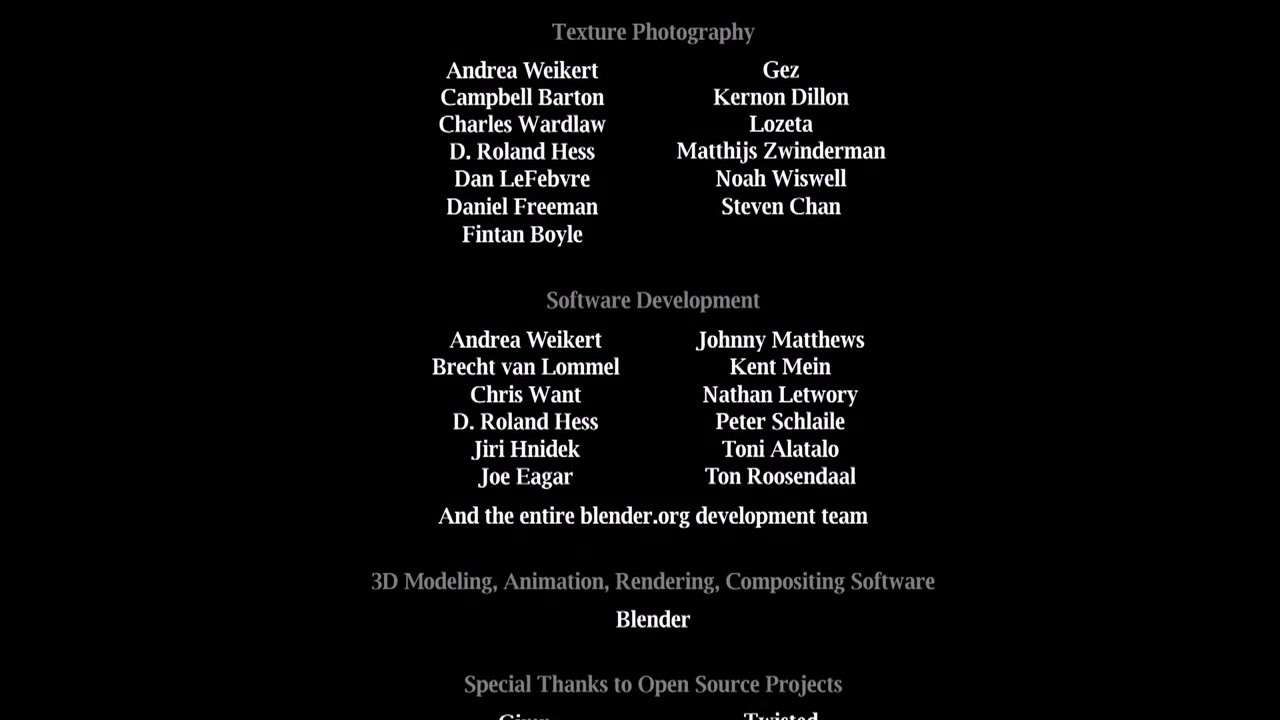 Texture Photography
Andrea Weikert Gez
Campbell Barton Kernon Dillon
Charles Wardlaw Lozeta
D. Roland Hess Matthijs Zwinderman
Dan LeFebvre Noah Wiswell
Daniel Freeman Steven Chan
Fintan Boyle
Software Development
Andrea Weikert Johnny Matthews
Brecht van Lommel Kent Mein
Chris Want Nathan Letwory
D. Roland Hess Peter Schlaile
Jiri Hnidek Toni Alatalo
Joe Eagar Ton Roosendaal
And the entire blender.org development team
3D Modeling, Animation, Rendering, Compositing Software
Blender
Special Thanks to Open Source Projects
Twisted